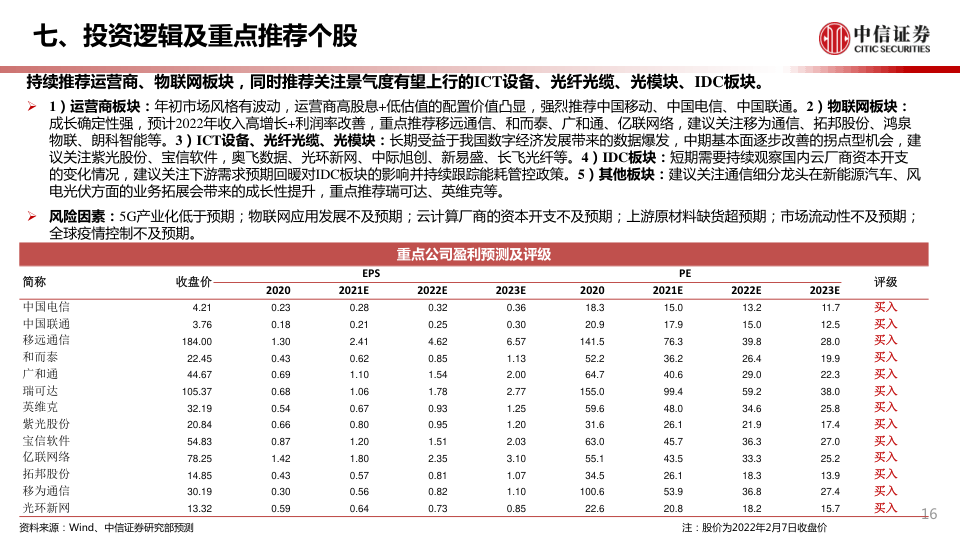 七、投资逻辑及重点推荐个股
中信证券
CITIC SECURITIES
持续推荐运营商、物联网板块，同时推荐关注景气度有望上行的ICT设备、光纤光缆、光模块、IDC板块。
➢ 1）运营商板块：年初市场风格有波动，运营商高股息+低估值的配置价值凸显，强烈推荐中国移动、中国电信、中国联通。2）物联网板块：
成长确定性强，预计2022年收入高增长+利润率改善，重点推荐移远通信、和而泰、广和通、亿联网络，建议关注移为通信、拓邦股份、鸿泉
物联、朗科智能等。3）ICT设备、光纤光缆、光模块：长期受益于我国数字经济发展带来的数据爆发，中期基本面逐步改善的拐点型机会，建
议关注紫光股份、宝信软件，奥飞数据、光环新网、中际旭创、新易盛、长飞光纤等。4）IDC板块：短期需要持续观察国内云厂商资本开支
的变化情况，建议关注下游需求预期回暖对IDC板块的影响并持续跟踪能耗管控政策。5）其他板块：建议关注通信细分龙头在新能源汽车、风
电光伏方面的业务拓展会带来的成长性提升，重点推荐瑞可达、英维克等。
➢ 风险因素：5G产业化低于预期；物联网应用发展不及预期；云计算厂商的资本开支不及预期；上游原材料缺货超预期；市场流动性不及预期；
全球疫情控制不及预期。
重点公司盈利预测及评级
简称 收盘价 EPS PE 评级
2020 2021E 2022E 2023E 2020 2021E 2022E 2023E
中国电信 4.21 0.23 0.28 0.32 0.36 18.3 15.0 13.2 11.7 买入
中国联通 3.76 0.18 0.21 0.25 0.30 20.9 17.9 15.0 12.5 买入
移远通信 184.00 1.30 2.41 4.62 6.57 141.5 76.3 39.8 28.0 买入
和而泰 22.45 0.43 0.62 0.85 1.13 52.2 36.2 26.4 19.9 买入
广和通 44.67 0.69 1.10 1.54 2.00 64.7 40.6 29.0 22.3 买入
瑞可达 105.37 0.68 1.06 1.78 2.77 155.0 99.4 59.2 38.0 买入
英维克 32.19 0.54 0.67 0.93 1.25 59.6 48.0 34.6 25.8 买入
紫光股份 20.84 0.66 0.80 0.95 1.20 31.6 26.1 21.9 17.4 买入
宝信软件 54.83 0.87 1.20 1.51 2.03 63.0 45.7 36.3 27.0 买入
亿联网络 78.25 1.42 1.80 2.35 3.10 55.1 43.5 33.3 25.2 买入
拓邦股份 14.85 0.43 0.57 0.81 1.07 34.5 26.1 18.3 13.9 买入
移为通信 30.19 0.30 0.56 0.82 1.10 100.6 53.9 36.8 27.4 买入
光环新网 13.32 0.59 0.64 0.73 0.85 22.6 20.8 18.2 15.7 买入
16
资料来源：Wind、中信证券研究部预测 注：股价为2022年2月7日收盘价